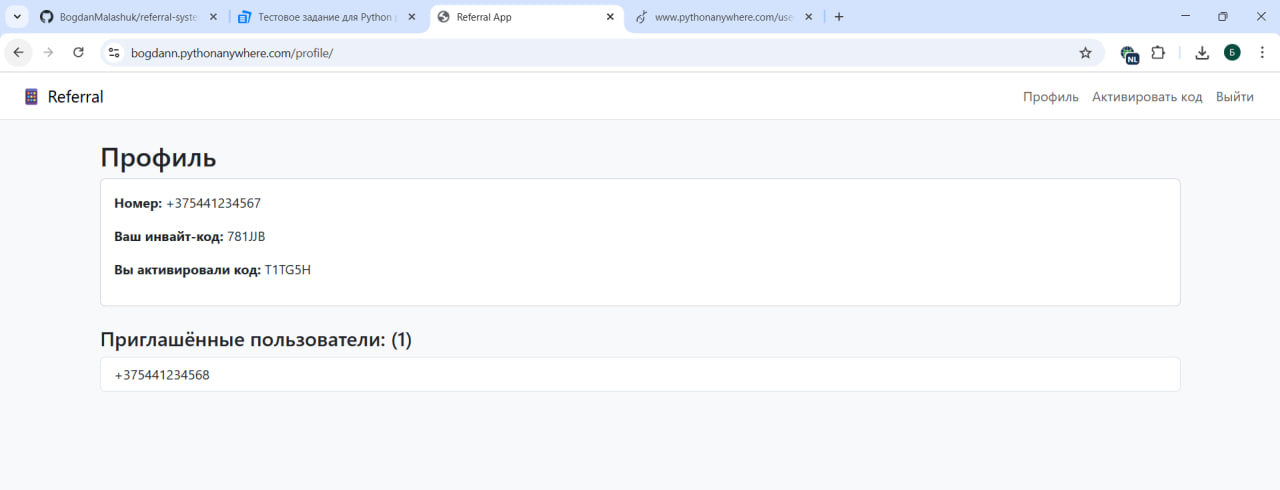 BogdanMalashuk/referral-syste
Тестовое задание для Python
Referral App
www.pythonanywhere.com/use
bogdann.pythonanywhere.com/profile/
NL
Б
Referral
Профиль
Активировать код
Выйти
Профиль
Номер: +375441234567
Ваш инвайт-код: 781JJB
Вы активировали код: T1TG5H
Приглашённые пользователи: (1)
+375441234568